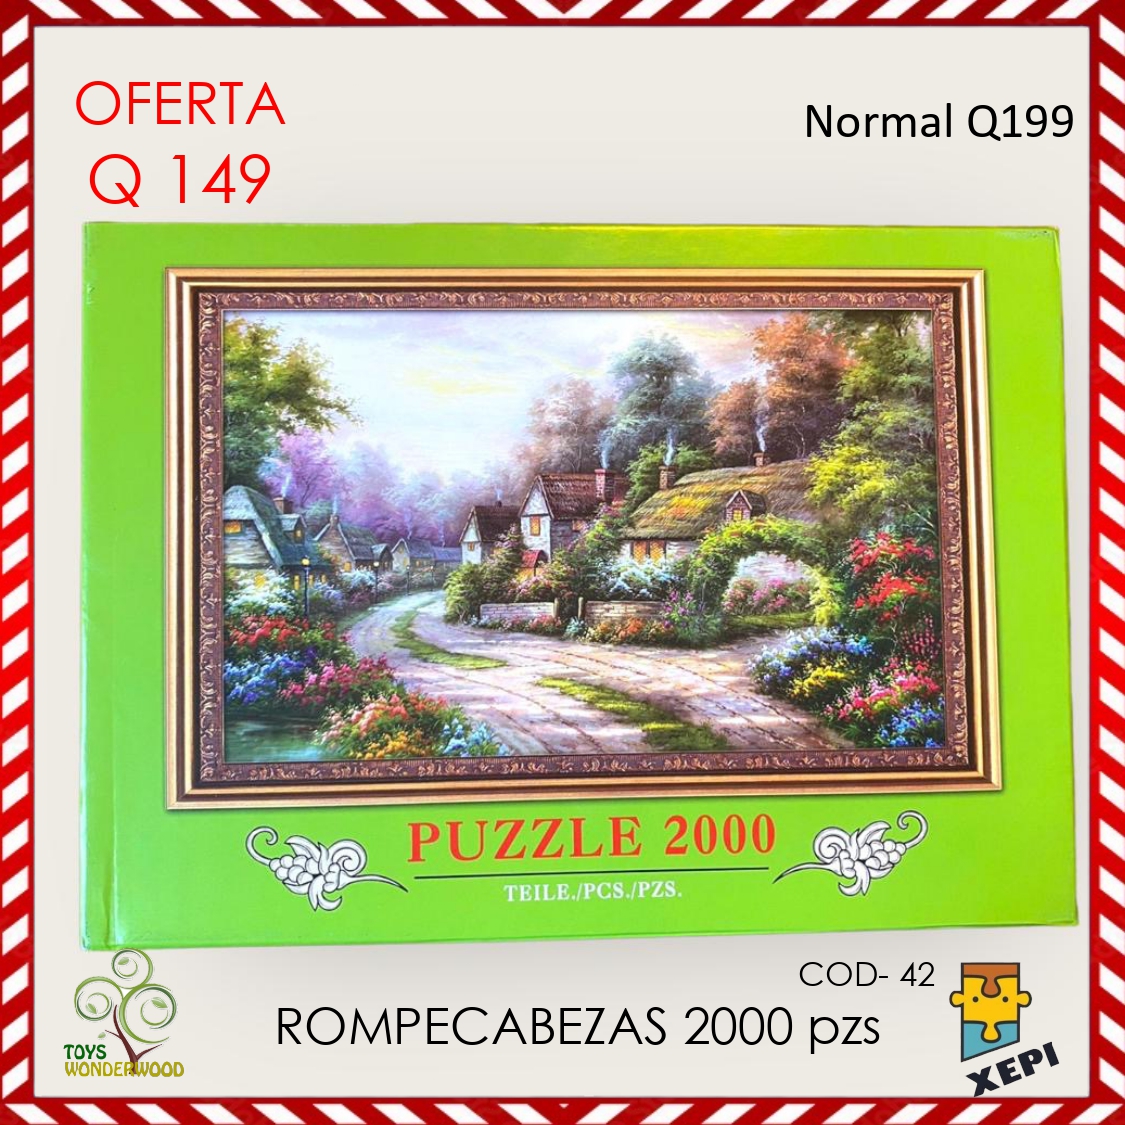 OFERTA
Q 149
Normal Q199
PUZZLE 2000
TEILE./PCS./PZS.
COD- 42
ROMPECABEZAS 2000 pzs
TOYS
WONDERWOOD
XEPI